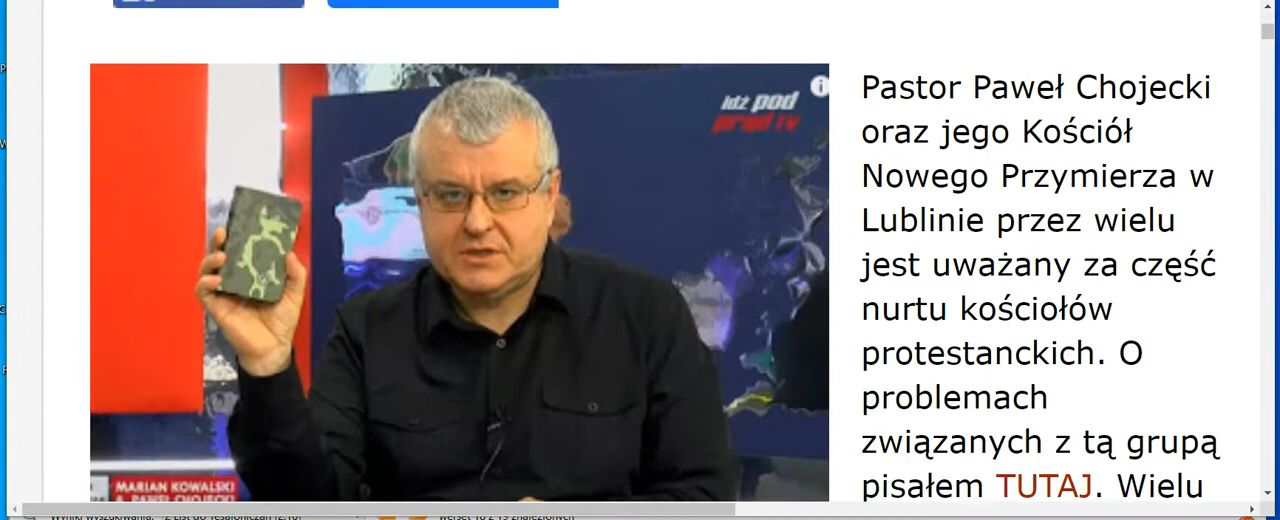 idź pod
prąd TV
Pastor Paweł Chojecki
oraz jego Kościół
Nowego Przymierza w
Lublinie przez wielu
jest uważany za część
nurtu kościołów
protestanckich. O
problemach
związanych z tą grupą
pisałem TUTAJ. Wielu
MARIAN KOWALSKI
& PAWEŁ CHOJECKI